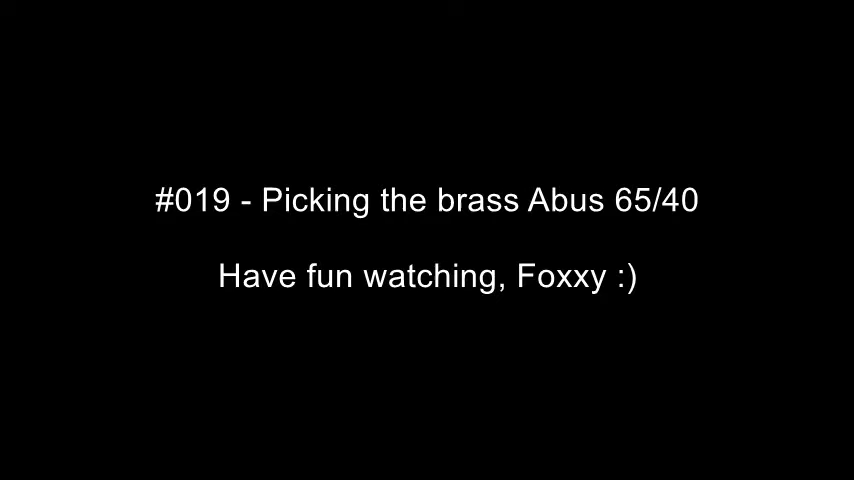 #019 - Picking the brass Abus 65/40
Have fun watching, Foxxy :)